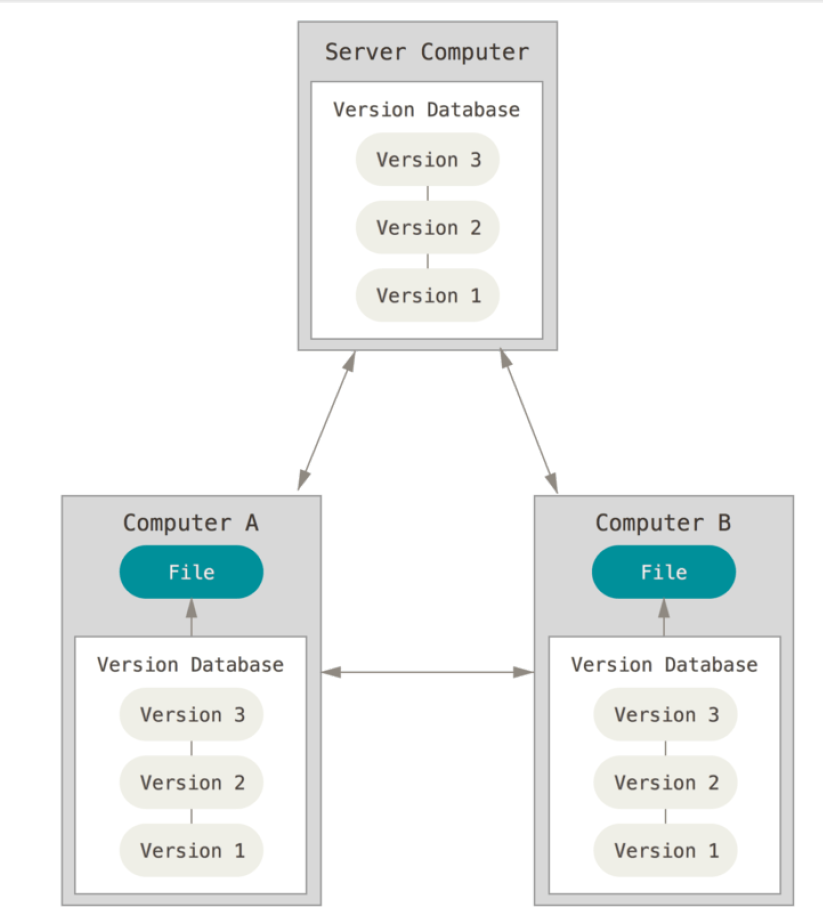 Server Computer
Version Database
Version 3
Version 2
Version 1
Computer A
File
Version Database
Version 3
Version 2
Version 1
Computer B
File
Version Database
Version 3
Version 2
Version 1